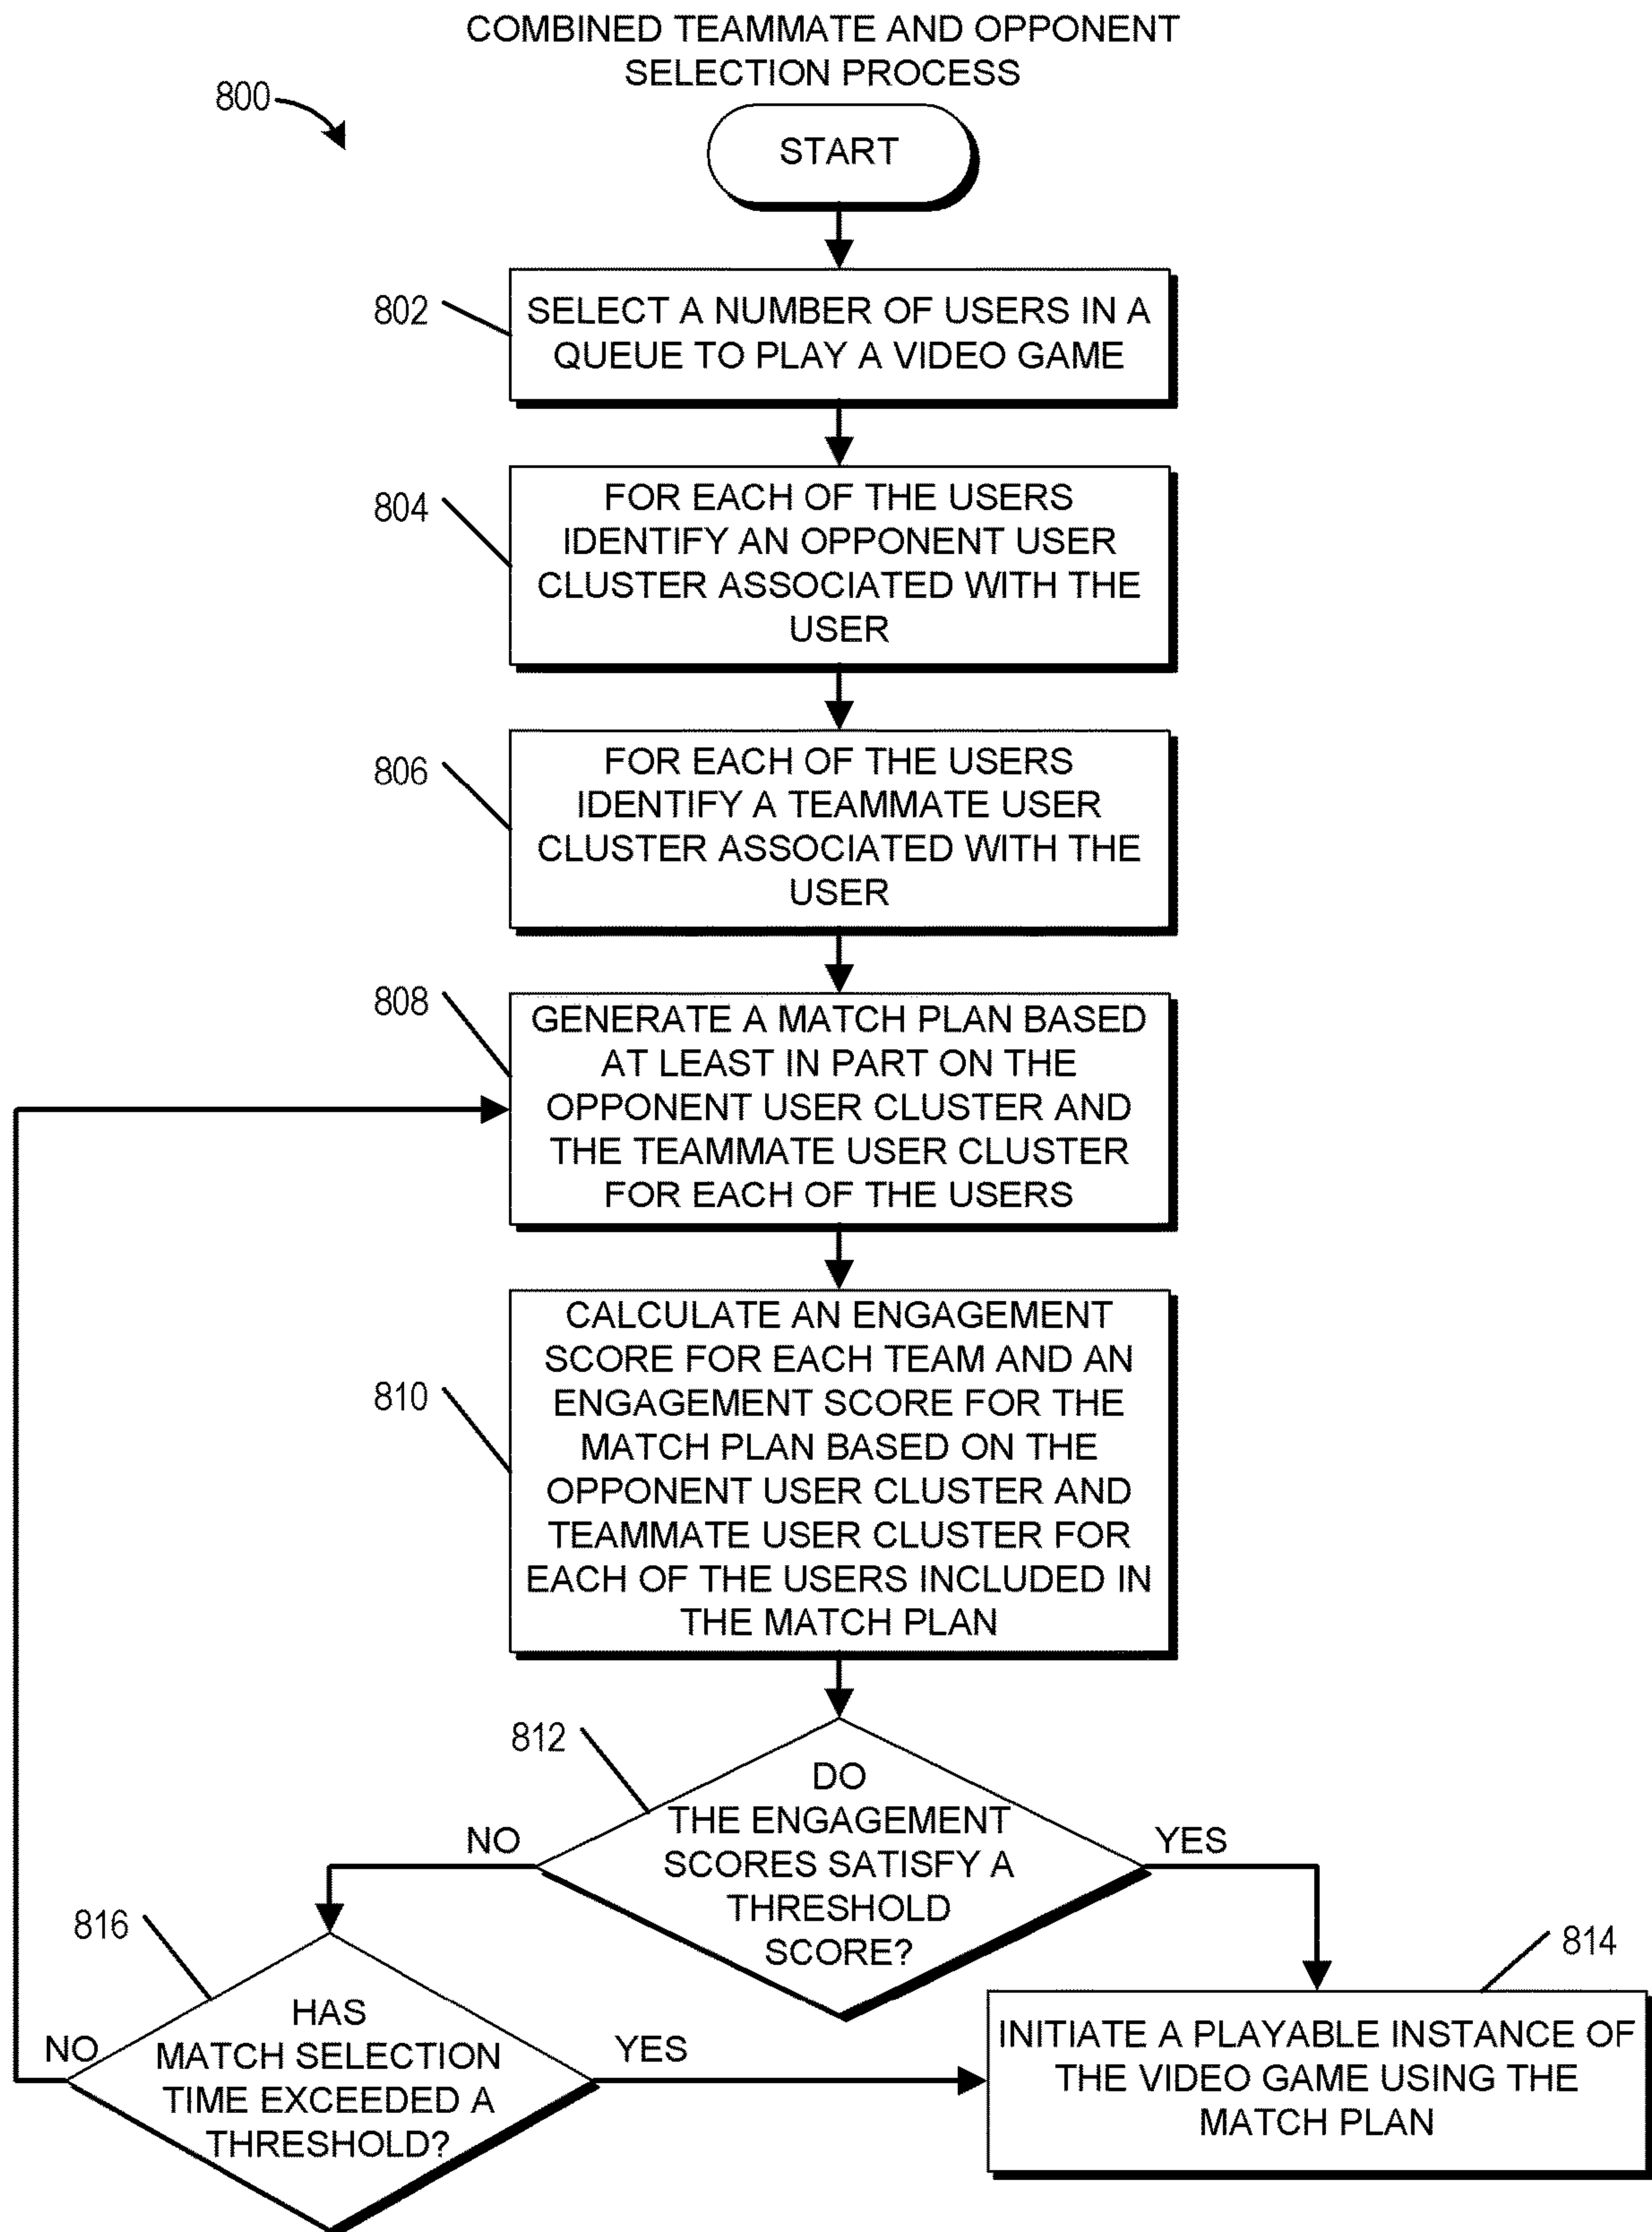 COMBINED TEAMMATE AND OPPONENT
SELECTION PROCESS
800
START
802
SELECT A NUMBER OF USERS IN A
QUEUE TO PLAY A VIDEO GAME
804
FOR EACH OF THE USERS
IDENTIFY AN OPPONENT USER
CLUSTER ASSOCIATED WITH THE
USER
806
FOR EACH OF THE USERS
IDENTIFY A TEAMMATE USER
CLUSTER ASSOCIATED WITH THE
USER
808
GENERATE A MATCH PLAN BASED
AT LEAST IN PART ON THE
OPPONENT USER CLUSTER AND
THE TEAMMATE USER CLUSTER
FOR EACH OF THE USERS
810
CALCULATE AN ENGAGEMENT
SCORE FOR EACH TEAM AND AN
ENGAGEMENT SCORE FOR THE
MATCH PLAN BASED ON THE
OPPONENT USER CLUSTER AND
TEAMMATE USER CLUSTER FOR
EACH OF THE USERS INCLUDED IN
THE MATCH PLAN
812
DO
THE ENGAGEMENT
SCORES SATISFY A
THRESHOLD
SCORE?
NO
YES
816
HAS
MATCH SELECTION
TIME EXCEEDED A
THRESHOLD?
NO
YES
814
INITIATE A PLAYABLE INSTANCE OF
THE VIDEO GAME USING THE
MATCH PLAN